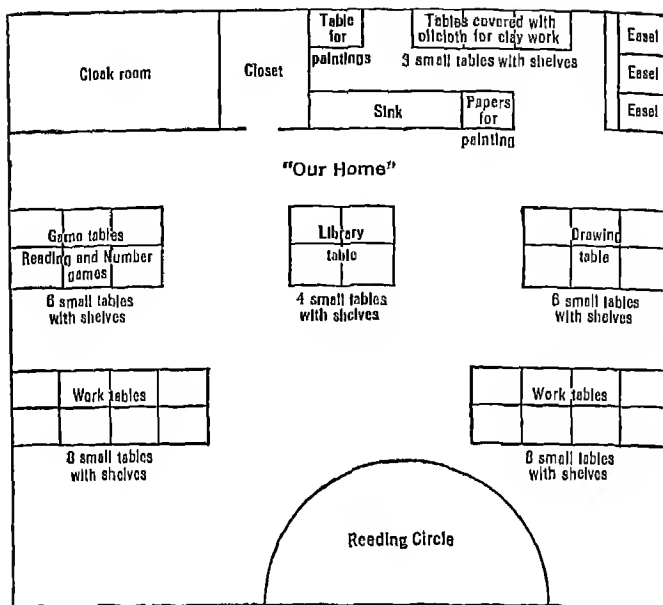 Table
for
paintings
Tables covered with
oilcloth for clay work
3 small tables with shelves
Easel
Easel
Easel
Cloak room
Closet
Sink
Papers
for
painting
"Our Home"
Game tables
Reading and Number
games
6 small tables
with shelves
Library
table
4 small tables
with shelves
Drawing
table
6 small tables
with shelves
Work tables
8 small tables
with shelves
Work tables
8 small tables
with shelves
Reading Circle